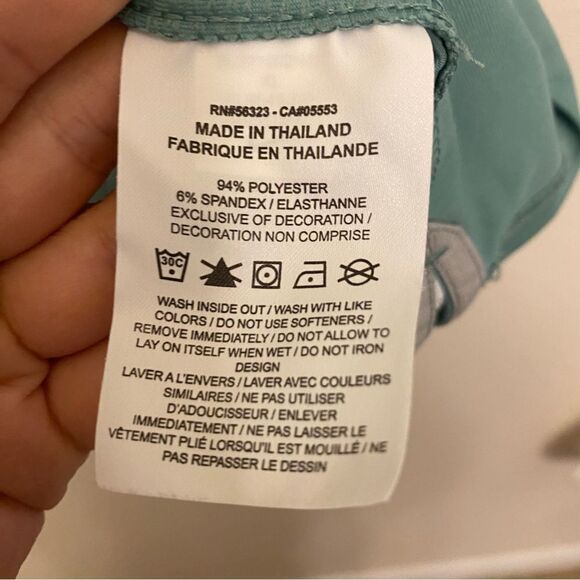 RN#56323 - CA#05553
MADE IN THAILAND
FABRIQUE EN THAILANDE
94% POLYESTER
6% SPANDEX / ELASTHANNE
EXCLUSIVE OF DECORATION /
DECORATION NON COMPRISE
30C
WASH INSIDE OUT / WASH WITH LIKE
COLORS / DO NOT USE SOFTENERS /
REMOVE IMMEDIATELY / DO NOT ALLOW TO
LAY ON ITSELF WHEN WET / DO NOT IRON
DESIGN
LAVER A L'ENVERS / LAVER AVEC COULEURS
SIMILAIRES / NE PAS UTILISER
D'ADOUCISSEUR / ENLEVER
IMMEDIATEMENT / NE PAS LAISSER LE
VÊTEMENT PLIÉ LORSQU'IL EST MOUILLÉ / NE
PAS REPASSER LE DESSIN